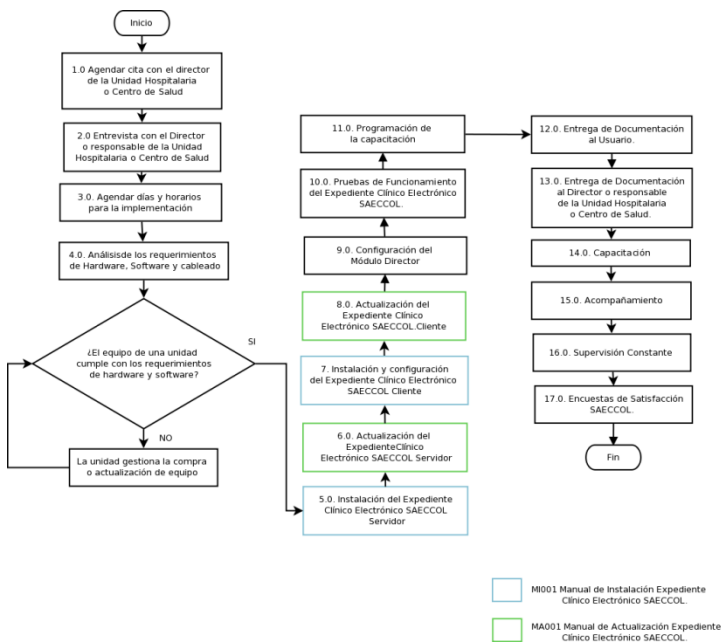 Inicio
1.0 Agendar cita con el director
de la Unidad Hospitalaria
o Centro de Salud
2.0 Entrevista con el Director
o responsable de la Unidad
Hospitalaria o Centro de Salud
3.0 Agendar días y horarios
para la implementación
4.0. Análisisde los requerimientos
de Hardware, Software y cableado
¿El equipo de una unidad
cumple con los requerimientos
de hardware y software?
SI
NO
La unidad gestiona la compra
o actualización de equipo
5.0. Instalación del Expediente
Clínico Electrónico SAECCOL
Servidor
6.0. Actualización del
ExpedienteClínico
Electrónico SAECCOL Servidor
7. Instalación y configuración
del Expediente Clínico Electrónico
SAECCOL Cliente
8.0. Actualización del
Expediente Clínico
Electrónico SAECCOL.Cliente
9.0. Configuración del
Módulo Director
10.0. Pruebas de Funcionamiento
del Expediente Clínico Electrónico
SAECCOL.
11.0. Programación de
la capacitación
12.0. Entrega de Documentación
al Usuario.
13.0. Entrega de Documentación
al Director o responsable
de la Unidad Hospitalaria
o Centro de Salud.
14.0. Capacitación
15.0. Acompañamiento
16.0. Supervisión Constante
17.0. Encuestas de Satisfacción
SAECCOL.
Fin
MI001 Manual de Instalación Expediente
Clínico Electrónico SAECCOL.
MA001 Manual de Actualización Expediente
Clínico Electrónico SAECCOL.